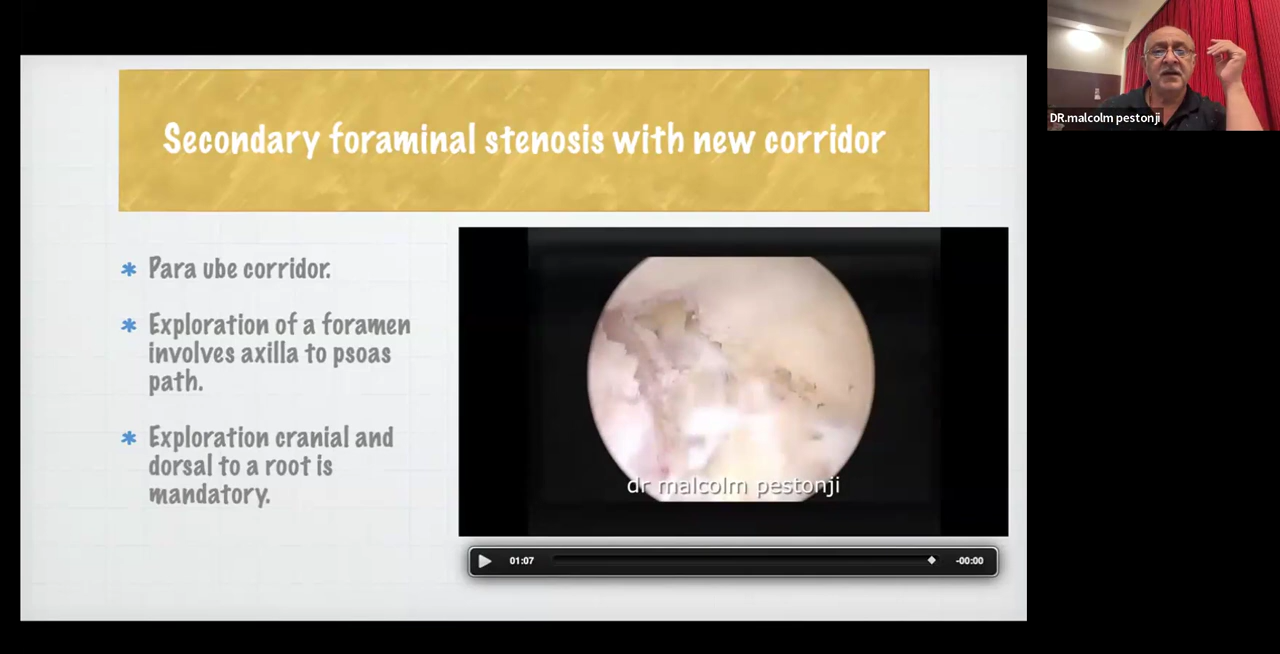 Secondary foraminal stenosis with new corridor
Para ube corridor.
Exploration of a foramen
involves axilla to psoas
path.
Exploration cranial and
dorsal to a root is
mandatory.
dr malcolm pestonji
01:07
-00:00
DR.malcolm pestonji